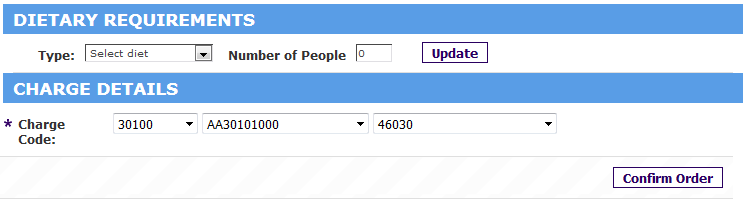 DIETARY REQUIREMENTS
Type: Select diet Number of People 0 Update
CHARGE DETAILS
* Charge Code: 30100 AA30101000 46030
Confirm Order